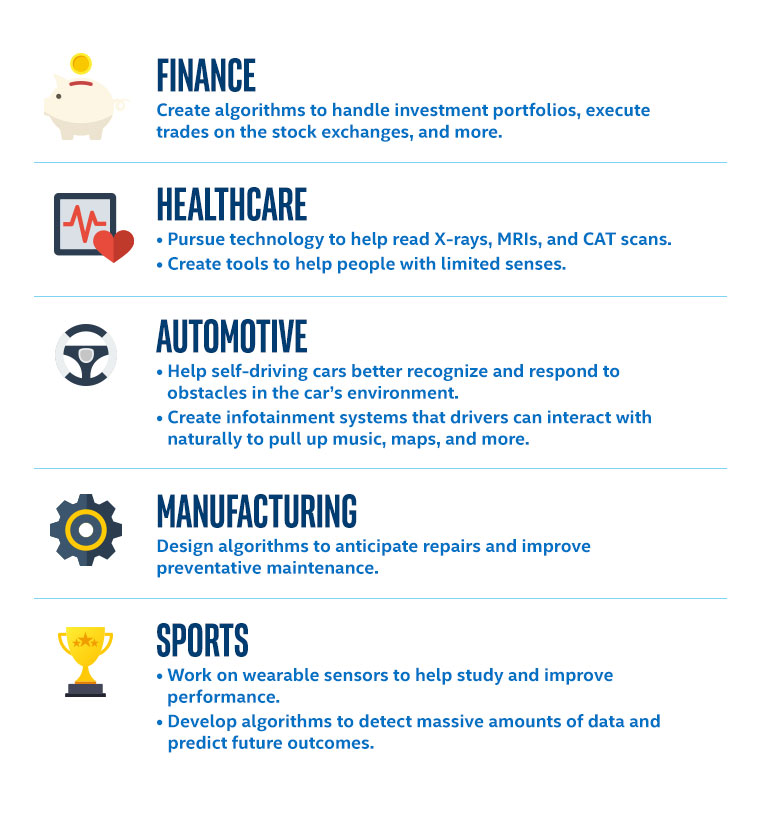 FINANCE
Create algorithms to handle investment portfolios, execute
trades on the stock exchanges, and more.
HEALTHCARE
• Pursue technology to help read X-rays, MRIs, and CAT scans.
• Create tools to help people with limited senses.
AUTOMOTIVE
• Help self-driving cars better recognize and respond to
obstacles in the car’s environment.
• Create infotainment systems that drivers can interact with
naturally to pull up music, maps, and more.
MANUFACTURING
Design algorithms to anticipate repairs and improve
preventative maintenance.
SPORTS
• Work on wearable sensors to help study and improve
performance.
• Develop algorithms to detect massive amounts of data and
predict future outcomes.